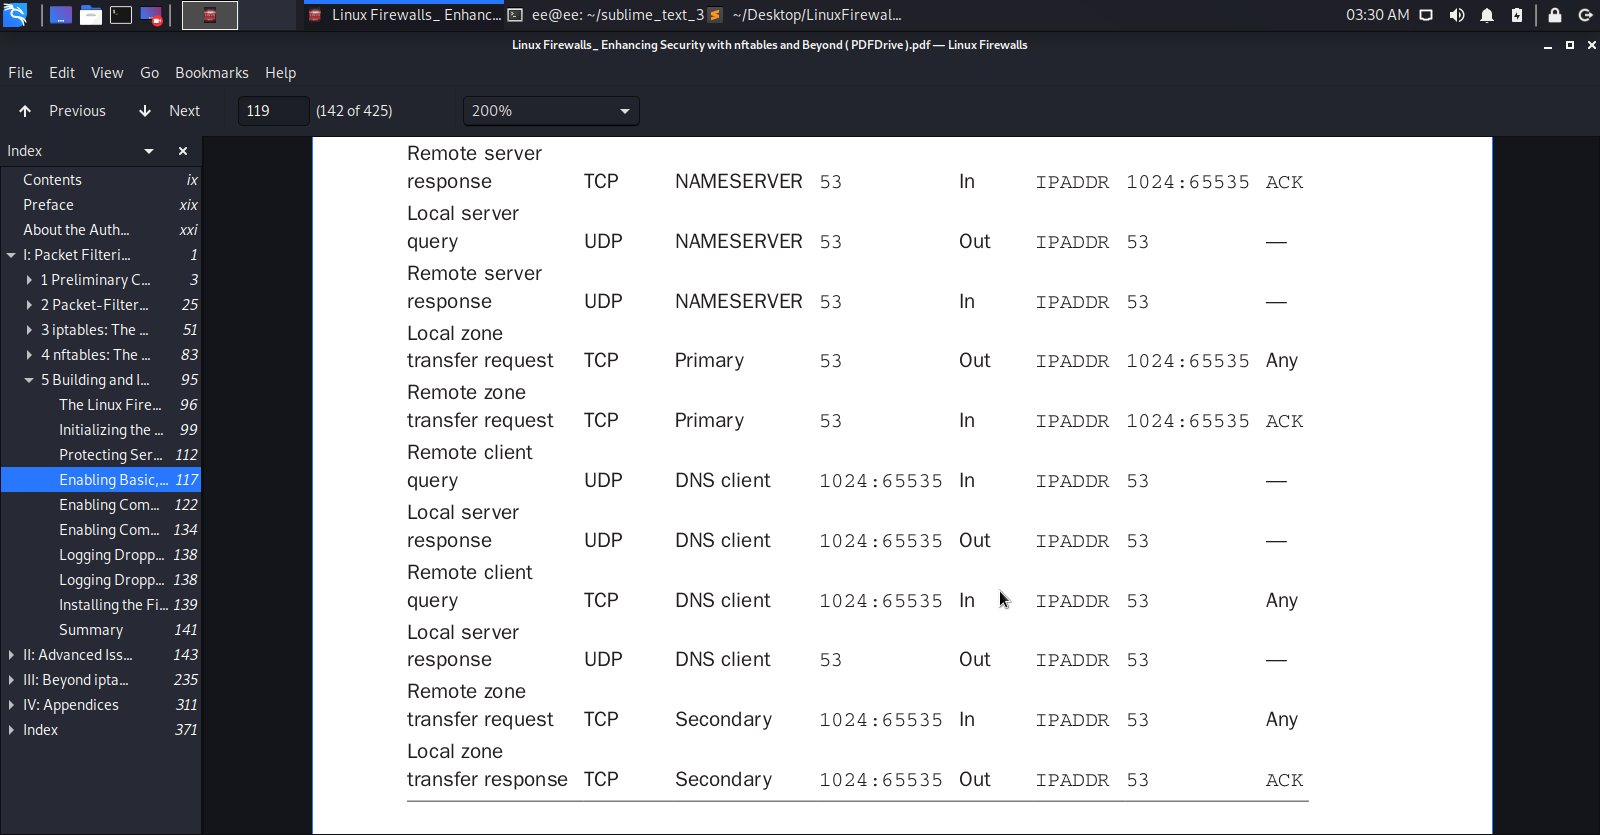 Linux Firewalls_ Enhanc...
ee@ee: ~/sublime_text_3
~/Desktop/LinuxFirewal...
03:30 AM
Linux Firewalls_ Enhancing Security with nftables and Beyond ( PDFDrive ).pdf — Linux Firewalls
File Edit View Go Bookmarks Help
Previous Next 119 (142 of 425) 200%
Index
Contents ix
Preface xix
About the Auth... xxi
I: Packet Filteri... 1
1 Preliminary C... 3
2 Packet-Filter... 25
3 iptables: The ... 51
4 nftables: The ... 83
5 Building and I... 95
The Linux Fire... 96
Initializing the ... 99
Protecting Ser... 112
Enabling Basic,... 117
Enabling Com... 122
Enabling Com... 134
Logging Dropp... 138
Logging Dropp... 138
Installing the Fi... 139
Summary 141
II: Advanced Iss... 143
III: Beyond ipta... 235
IV: Appendices 311
Index 371
Remote server
response TCP NAMESERVER 53 In IPADDR 1024:65535 ACK
Local server
query UDP NAMESERVER 53 Out IPADDR 53 —
Remote server
response UDP NAMESERVER 53 In IPADDR 53 —
Local zone
transfer request TCP Primary 53 Out IPADDR 1024:65535 Any
Remote zone
transfer request TCP Primary 53 In IPADDR 1024:65535 ACK
Remote client
query UDP DNS client 1024:65535 In IPADDR 53 —
Local server
response UDP DNS client 1024:65535 Out IPADDR 53 —
Remote client
query TCP DNS client 1024:65535 In IPADDR 53 Any
Local server
response UDP DNS client 53 Out IPADDR 53 —
Remote zone
transfer request TCP Secondary 1024:65535 In IPADDR 53 Any
Local zone
transfer response TCP Secondary 1024:65535 Out IPADDR 53 ACK